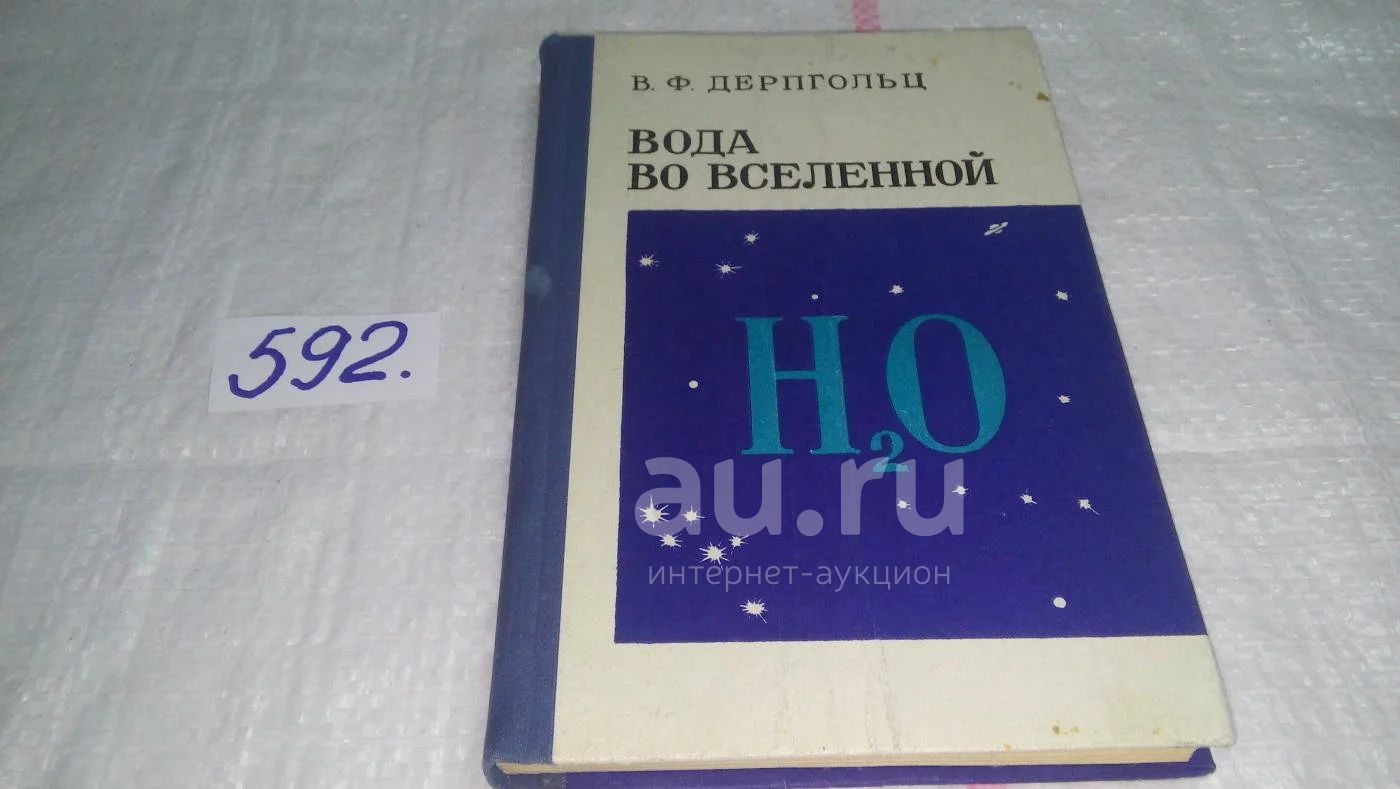 В. Ф. ДЕРПГОЛЬЦ
ВОДА
ВО ВСЕЛЕННОЙ
H₂O
592.
au.ru
интернет-аукцион